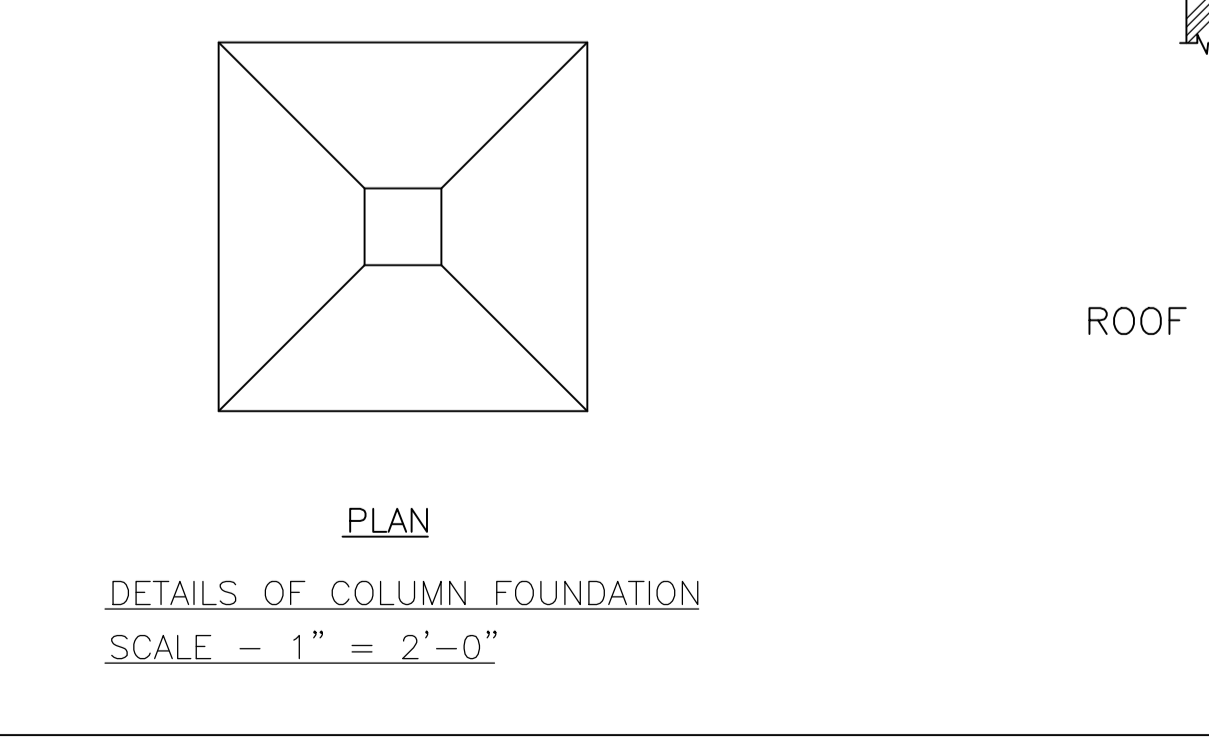 ROOF
PLAN
DETAILS OF COLUMN FOUNDATION
SCALE – 1” = 2’–0”